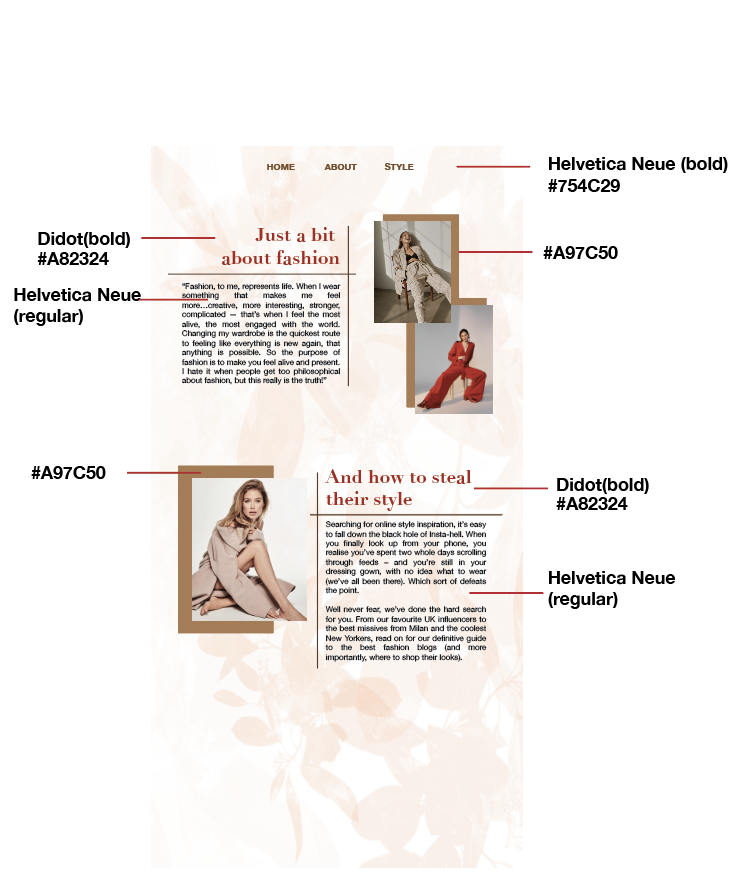 HOME ABOUT STYLE
Helvetica Neue (bold)
#754C29
Didot(bold)
#A82324
Just a bit
about fashion
#A97C50
Helvetica Neue
(regular)
"Fashion, to me, represents life. When I wear
something that makes me feel
more…creative, more interesting, stronger,
complicated — that's when I feel the most
alive, the most engaged with the world.
Changing my wardrobe is the quickest route
to feeling like everything is new again, that
anything is possible. So the purpose of
fashion is to make you feel alive and present.
I hate it when people get too philosophical
about fashion, but this really is the truth!"
#A97C50
And how to steal
their style
Didot(bold)
#A82324
Searching for online style inspiration, it's easy
to fall down the black hole of Insta-hell. When
you finally look up from your phone, you
realise you've spent two whole days scrolling
through feeds – and you're still in your
dressing gown, with no idea what to wear
(we've all been there). Which sort of defeats
the point.
Helvetica Neue
(regular)
Well never fear, we've done the hard search
for you. From our favourite UK influencers to
the best missives from Milan and the coolest
New Yorkers, read on for our definitive guide
to the best fashion blogs (and more
importantly, where to shop their looks).